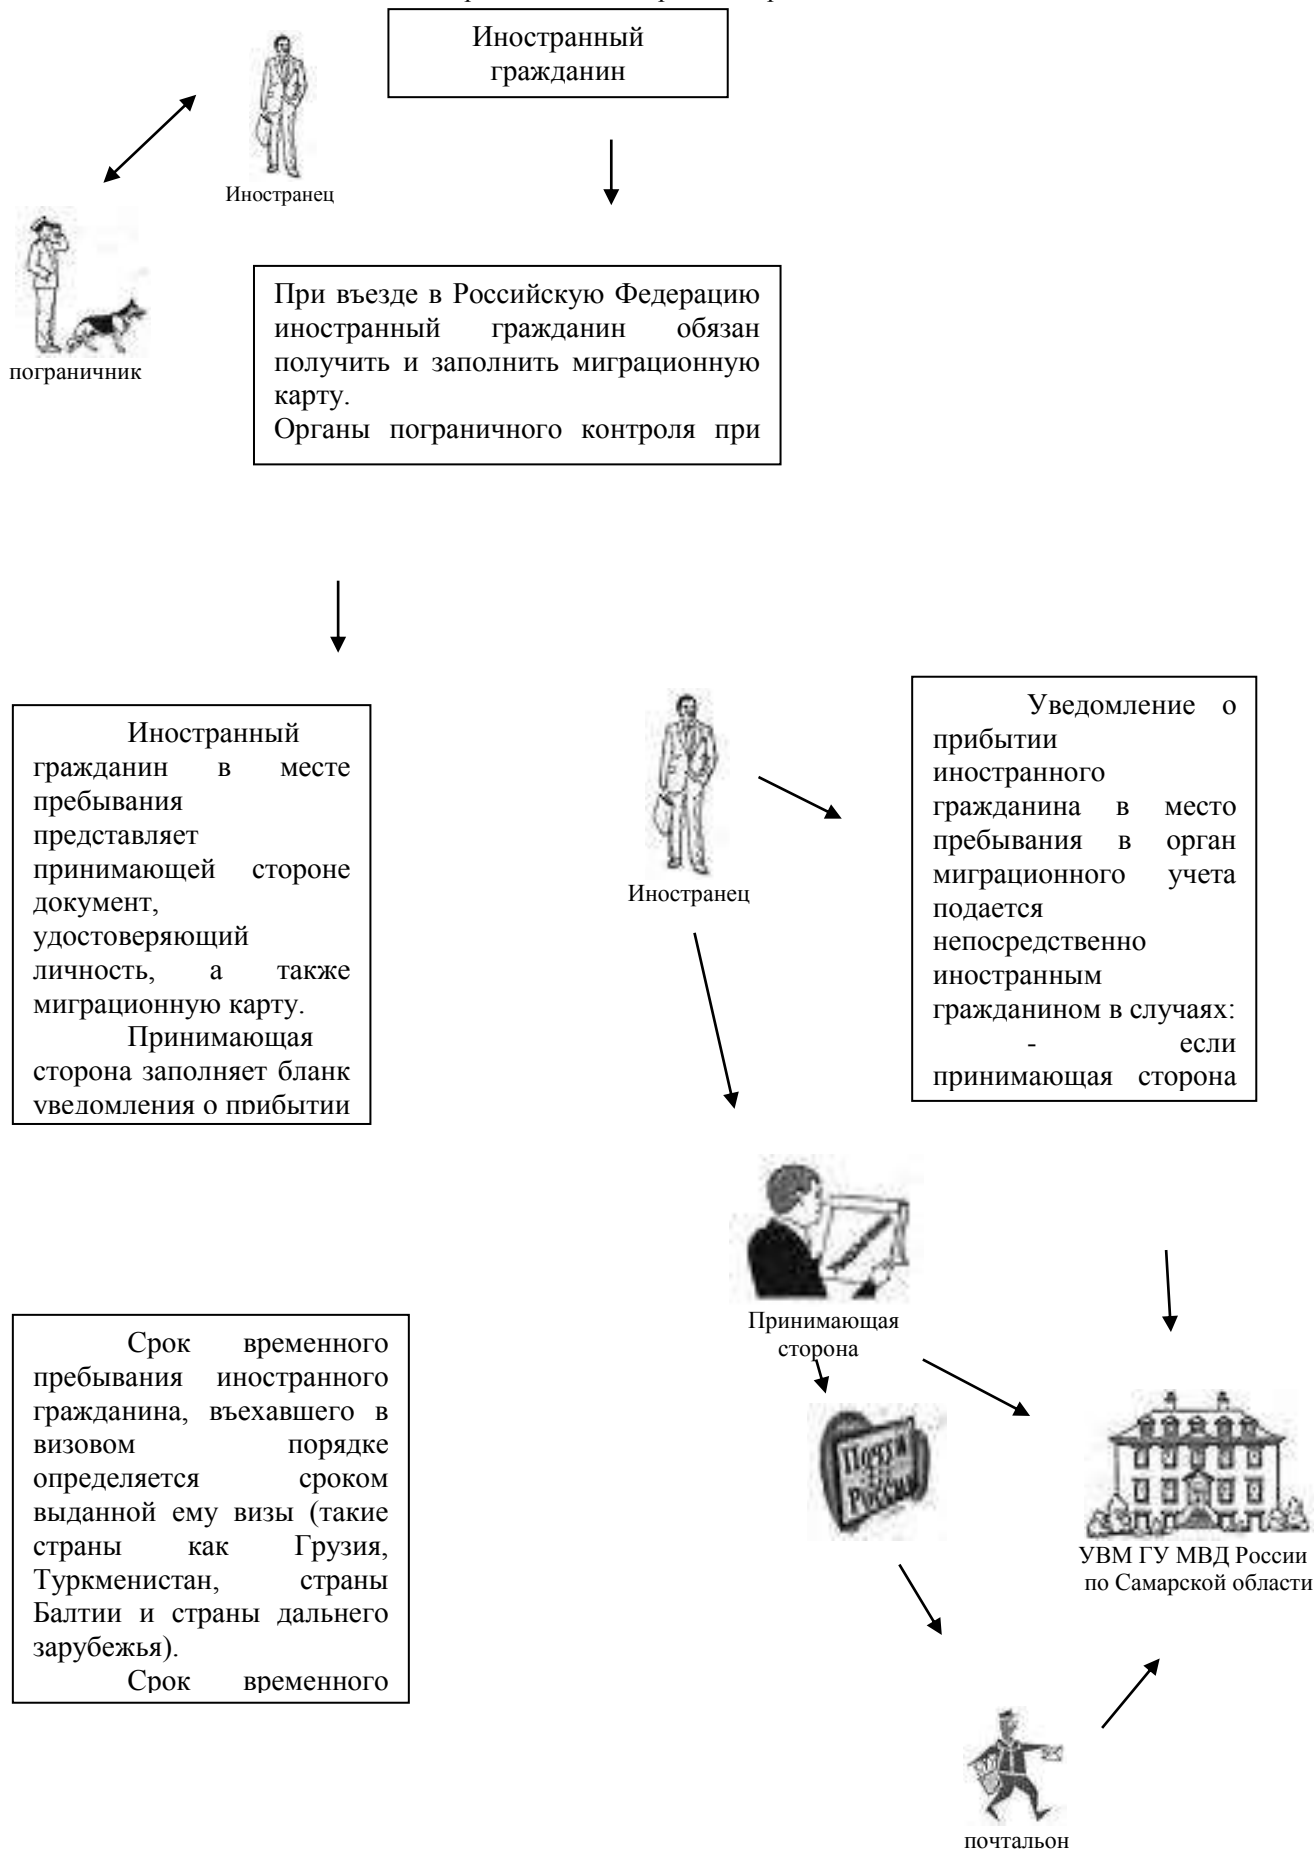 Иностранный
гражданин
Иностранец
пограничник
При въезде в Российскую Федерацию
иностранный гражданин обязан
получить и заполнить миграционную
карту.
Органы пограничного контроля при
Иностранный
гражданин в месте
пребывания
представляет
принимающей стороне
документ,
удостоверяющий
личность, а также
миграционную карту.
Принимающая
сторона заполняет бланк
уведомления о прибытии
Иностранец
Уведомление о
прибытии
иностранного
гражданина в место
пребывания в орган
миграционного учета
подается
непосредственно
иностранным
гражданином в случаях:
- если
принимающая сторона
Принимающая
сторона
Срок временного
пребывания иностранного
гражданина, въехавшего в
визовом порядке
определяется сроком
выданной ему визы (такие
страны как Грузия,
Туркменистан, страны
Балтии и страны дальнего
зарубежья).
Срок временного
Почта
России
УВМ ГУ МВД России
по Самарской области
почтальон